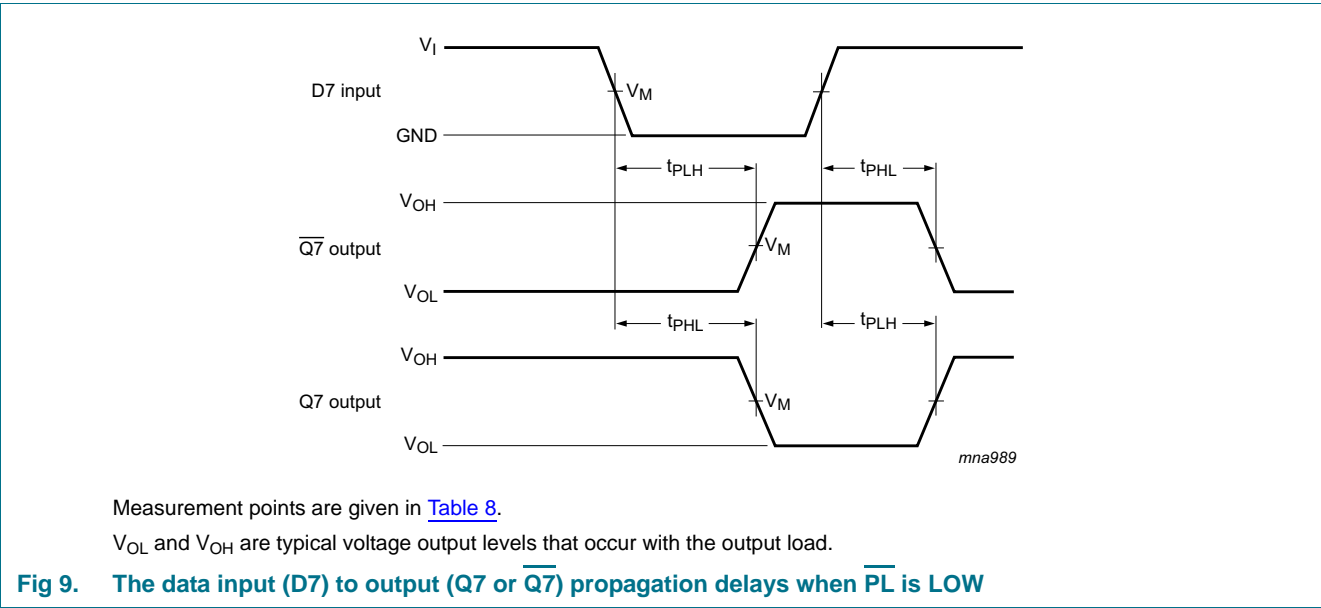 VI
D7 input
VM
GND
tPLH
tPHL
VOH
Q7 output
VM
VOL
tPHL
tPLH
VOH
Q7 output
VM
VOL
mna989
Measurement points are given in Table 8.
VOL and VOH are typical voltage output levels that occur with the output load.
Fig 9. The data input (D7) to output (Q7 or Q̅7̅) propagation delays when P̅L̅ is LOW